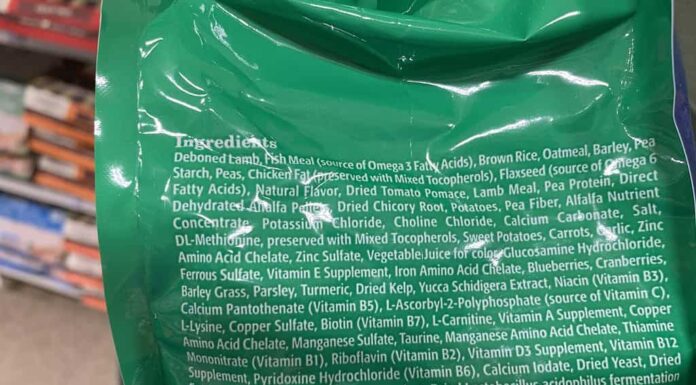 Ingredients
Deboned Lamb, Fish Meal (source of Omega 3 Fatty Acids), Brown Rice, Oatmeal, Barley, Pea
Starch, Peas, Chicken Fat (preserved with Mixed Tocopherols), Flaxseed (source of Omega 6
Fatty Acids), Natural Flavor, Dried Tomato Pomace, Lamb Meal, Pea Protein, Direct
Dehydrated Alfalfa Pellets, Dried Chicory Root, Potatoes, Pea Fiber, Alfalfa Nutrient
Concentrate, Potassium Chloride, Choline Chloride, Calcium Carbonate, Salt,
DL-Methionine, preserved with Mixed Tocopherols, Sweet Potatoes, Carrots, Garlic, Zinc
Amino Acid Chelate, Zinc Sulfate, Vegetable Juice for color, Glucosamine Hydrochloride,
Ferrous Sulfate, Vitamin E Supplement, Iron Amino Acid Chelate, Blueberries, Cranberries,
Barley Grass, Parsley, Turmeric, Dried Kelp, Yucca Schidigera Extract, Niacin (Vitamin B3),
Calcium Pantothenate (Vitamin B5), L-Ascorbyl-2-Polyphosphate (source of Vitamin C),
L-Lysine, Copper Sulfate, Biotin (Vitamin B7), L-Carnitine, Vitamin A Supplement, Copper
Amino Acid Chelate, Manganese Sulfate, Taurine, Manganese Amino Acid Chelate, Thiamine
Mononitrate (Vitamin B1), Riboflavin (Vitamin B2), Vitamin D3 Supplement, Vitamin B12
Supplement, Pyridoxine Hydrochloride (Vitamin B6), Calcium Iodate, Dried Yeast, Dried
Lactobacillus acidophilus fermentation